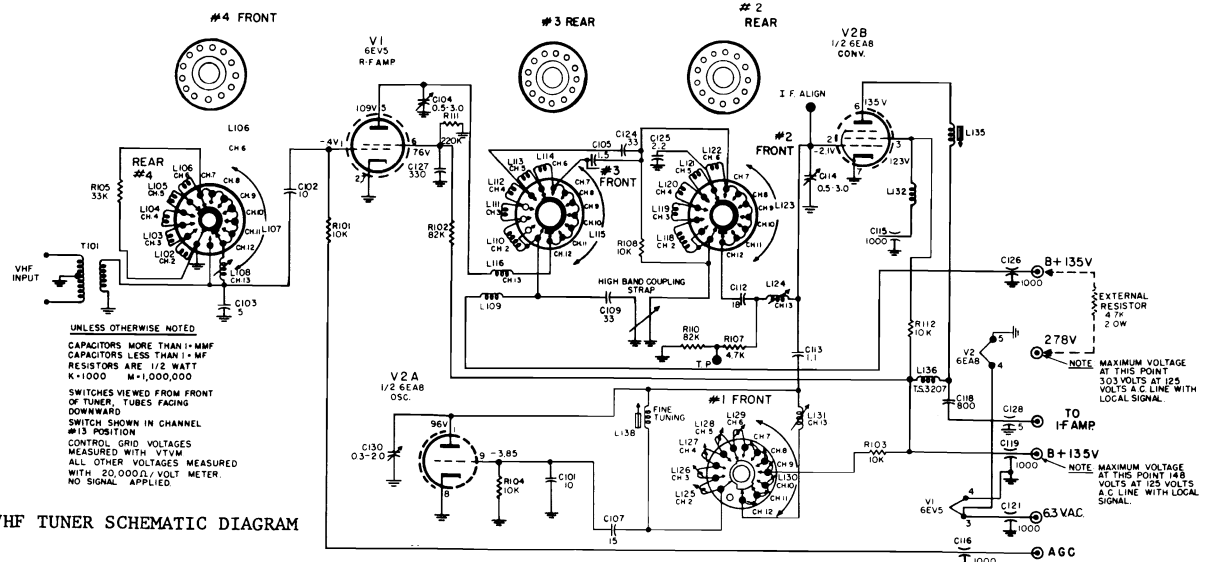 #4 FRONT
#3 REAR
#2
REAR
V1
6EV5
R-F AMP
V2B
1/2 6EA8
CONV.
L106
CH.6
REAR
#4
R105
33K
L106
CH.6
L105
CH.5
L104
CH.4
L103
CH.3
L102
CH.2
CH.7
CH.8
CH.9
CH.10
CH.11
CH.12
L107
L108
CH.13
C103
5
T101
VHF
INPUT
C102
10
R101
10K
109V 5
-4V 1
2,7
6
76V
C104
0.5-3.0
R111
220K
C127
330
R102
82K
L113
CH.5
L114
CH 6
L112
CH.4
L111
CH3
L110
CH 2
CH.7
CH 8
CH.9
CH.10
CH.11
CH.12
L115
C105
1.5
C124
33
#3
FRONT
L116
CH 13
L109
C109
33
HIGH BAND COUPLING
STRAP
C125
2.2
R108
10K
L121
CH.5
L122
CH. 6
L120
CH.4
L119
CH 3
L118
CH 2
CH 7
CH.8
CH.9
CH.10
CH.11
CH.12
L123
#2
FRONT
I.F. ALIGN
C114
0.5-3.0
-2.1V
2
6
135V
3
123V
7
L135
L132
C115
1000
C112
18
L124
CH.13
R110
82K
R107
4.7K
T P
C113
1.1
R112
10 K
L136
T.S.3207
C118
800
C126
1000
B+135V
EXTERNAL
RESISTOR
4.7K
2.0W
278V
NOTE MAXIMUM VOLTAGE
AT THIS POINT
303 VOLTS AT 125
VOLTS A.C. LINE WITH
LOCAL SIGNAL.
V2
6EA8
5
4
C128
.5
TO
I-F AMP.
C119
1000
B+135V
NOTE MAXIMUM VOLTAGE
AT THIS POINT 148
VOLTS AT 125 VOLTS
A.C. LINE WITH LOCAL
SIGNAL.
V1
6EV5
4
3
C121
1000
6.3 V.A.C.
C116
1000
AGC
UNLESS OTHERWISE NOTED
CAPACITORS MORE THAN 1=MMF
CAPACITORS LESS THAN 1=MF
RESISTORS ARE 1/2 WATT
K=1000 M=1,000,000
SWITCHES VIEWED FROM FRONT
OF TUNER, TUBES FACING
DOWNWARD
SWITCH SHOWN IN CHANNEL
#13 POSITION
CONTROL GRID VOLTAGES
MEASURED WITH VTVM
ALL OTHER VOLTAGES MEASURED
WITH 20,000Ω/VOLT METER.
NO SIGNAL APPLIED.
V2A
1/2 6EA8
OSC.
96V
1
9 -3.85
8
C130
0.3-2.0
R104
10K
C101
10
C107
15
FINE
TUNING
L138
#1 FRONT
L129
CH 6
L128
CH 5
L127
CH 4
L126
CH 3
L125
CH 2
CH 7
CH.8
CH 9
L130
CH.10
CH 11
CH 12
L131
CH.13
R103
10K
VHF TUNER SCHEMATIC DIAGRAM